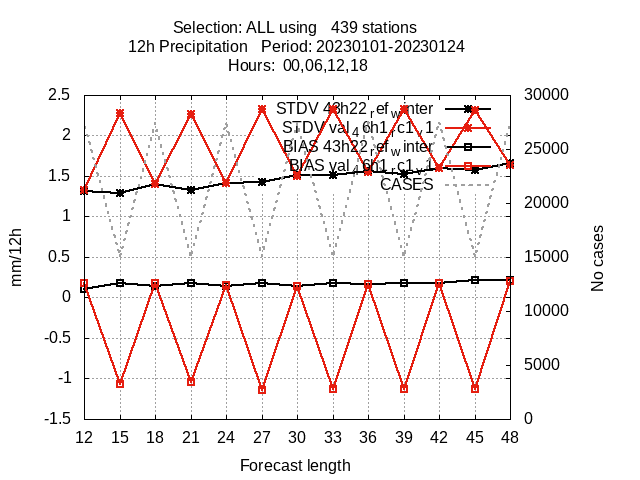 Selection: ALL using 439 stations
12h Precipitation Period: 20230101-20230124
Hours: 00,06,12,18
2.5
2
1.5
1
0.5
0
-0.5
-1
-1.5
mm/12h
STDV 43h22_ref_winter
STDV val_46h1_rc1_v1
BIAS 43h22_ref_winter
BIAS val_46h1_rc1_v1
CASES
30000
25000
20000
15000
10000
5000
0
No cases
12 15 18 21 24 27 30 33 36 39 42 45 48
Forecast length